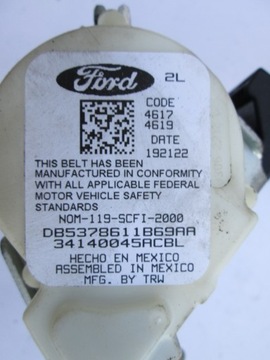 Ford
2L
CODE
4617
4619
DATE
192122
THIS BELT HAS BEEN
MANUFACTURED IN CONFORMITY
WITH ALL APPLICABLE FEDERAL
MOTOR VEHICLE SAFETY
STANDARDS
NOM-119-SCFI-2000
DB5378611B69AA
34140045ACBL
HECHO EN MEXICO
ASSEMBLED IN MEXICO
MFG. BY TRW